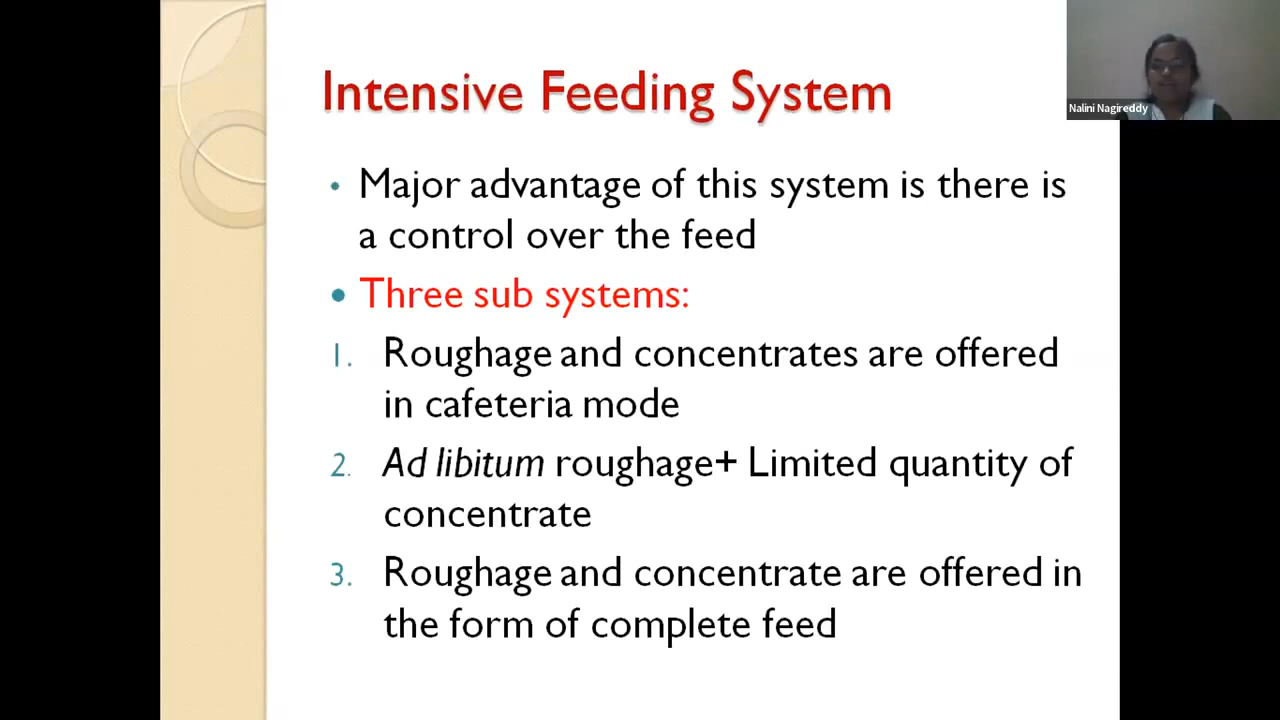 Intensive Feeding System
Nalini Nagireddy
• Major advantage of this system is there is
a control over the feed
• Three sub systems:
1. Roughage and concentrates are offered
in cafeteria mode
2. Ad libitum roughage+ Limited quantity of
concentrate
3. Roughage and concentrate are offered in
the form of complete feed